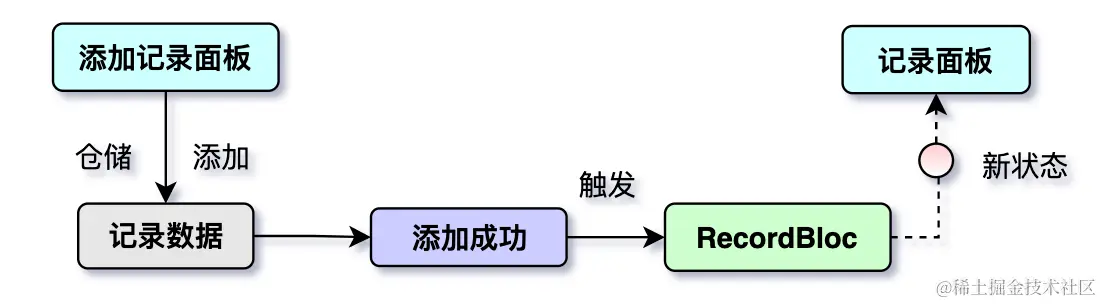 添加记录面板
记录面板
仓储
添加
新状态
触发
记录数据
添加成功
RecordBloc
@稀土掘金技术社区